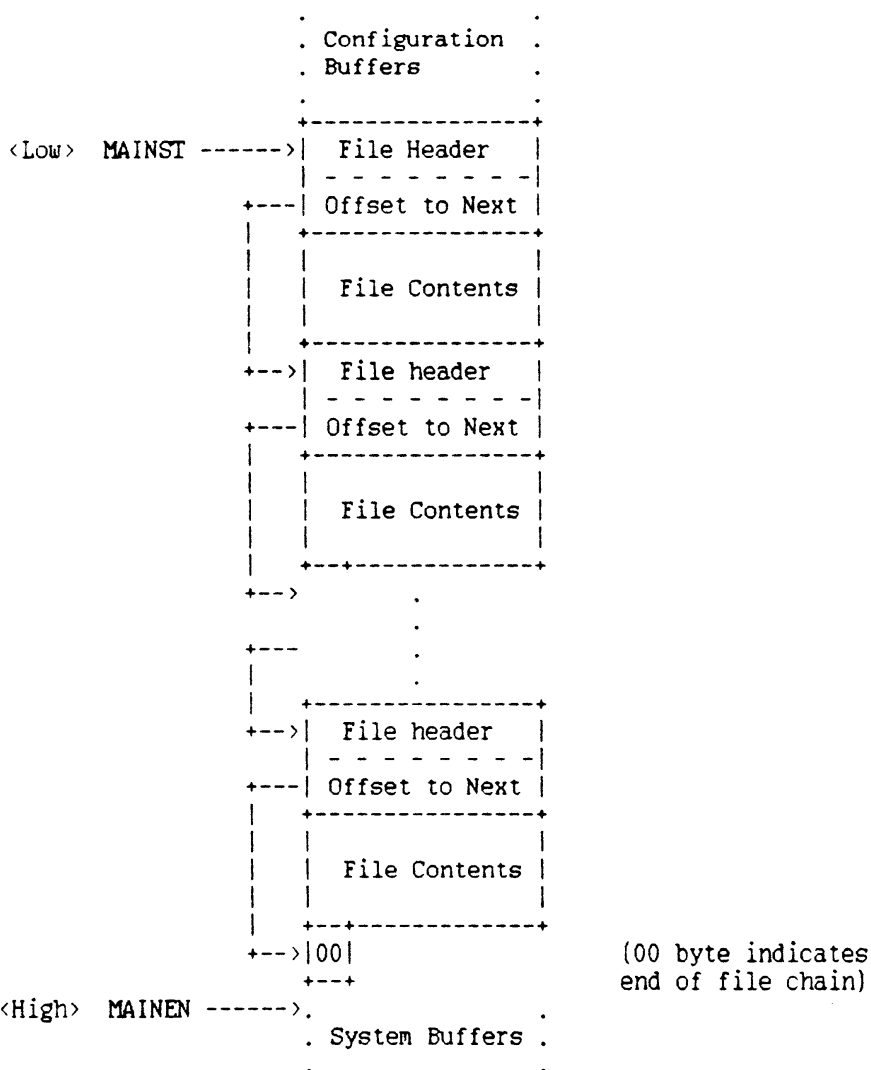 Configuration
Buffers
<Low> MAINST ------>| File Header |
Offset to Next
File Contents
File header
Offset to Next
File Contents
File header
Offset to Next
File Contents
|00| (00 byte indicates
end of file chain)
<High> MAINEN ------>.
. System Buffers .